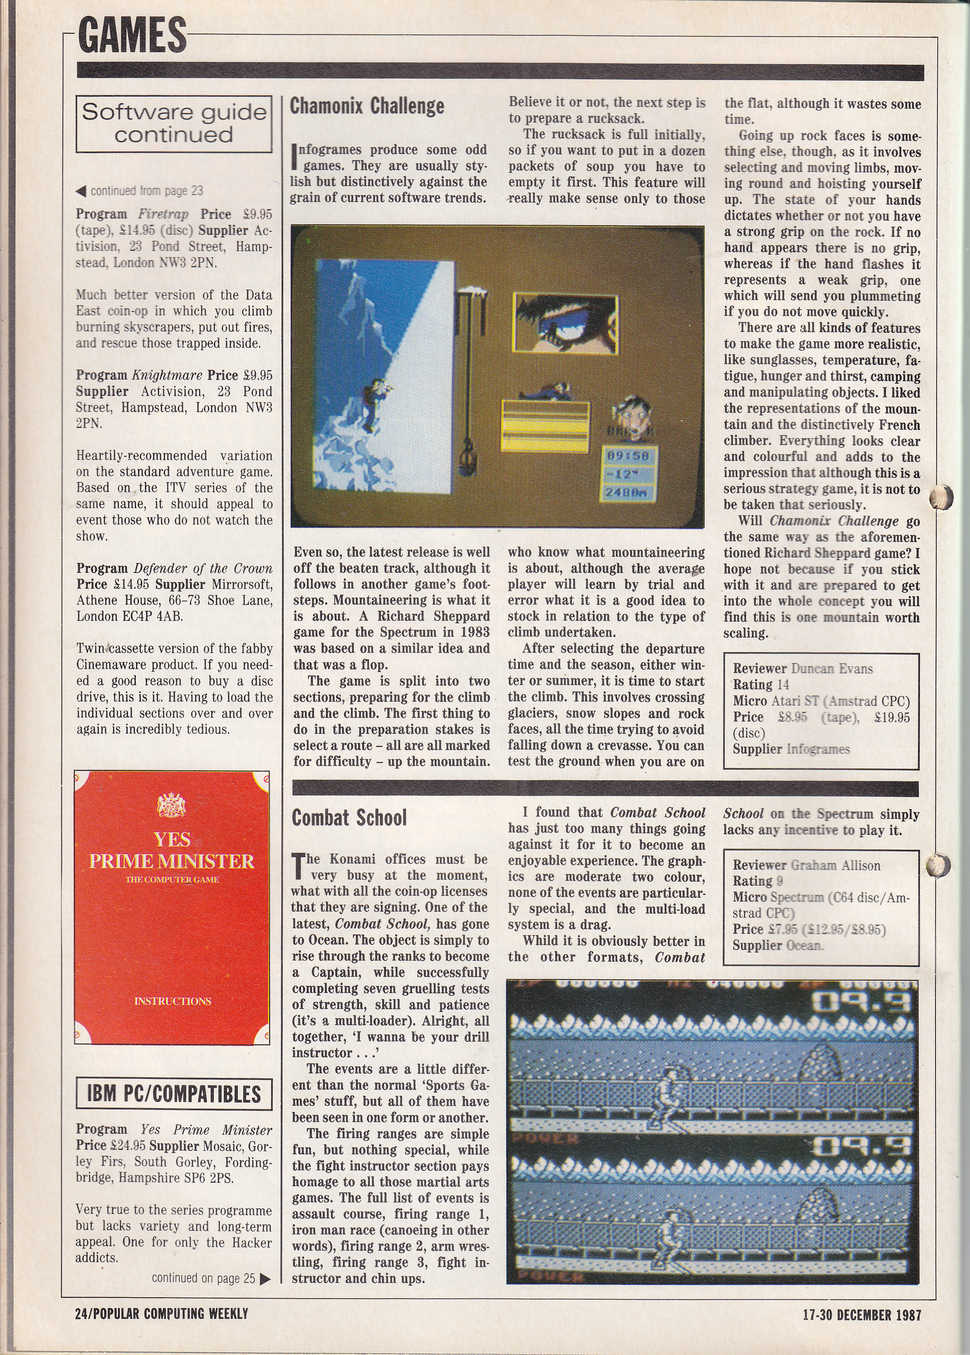 GAMES
Software guide
continued
◀ continued from page 23
Program Firetrap Price £9.95
(tape), £14.95 (disc) Supplier Ac-
tivision, 23 Pond Street, Hamp-
stead, London NW3 2PN.
Much better version of the Data
East coin-op in which you climb
burning skyscrapers, put out fires,
and rescue those trapped inside.
Program Knightmare Price £9.95
Supplier Activision, 23 Pond
Street, Hampstead, London NW3
2PN.
Heartily-recommended variation
on the standard adventure game.
Based on the ITV series of the
same name, it should appeal to
event those who do not watch the
show.
Program Defender of the Crown
Price £14.95 Supplier Mirrorsoft,
Athene House, 66-73 Shoe Lane,
London EC4P 4AB.
Twin cassette version of the fabby
Cinemaware product. If you need-
ed a good reason to buy a disc
drive, this is it. Having to load the
individual sections over and over
again is incredibly tedious.
YES
PRIME MINISTER
THE COMPUTER GAME
INSTRUCTIONS
IBM PC/COMPATIBLES
Program Yes Prime Minister
Price £24.95 Supplier Mosaic, Gor-
ley Firs, South Gorley, Fording-
bridge, Hampshire SP6 2PS.
Very true to the series programme
but lacks variety and long-term
appeal. One for only the Hacker
addicts.
continued on page 25 ▶
Chamonix Challenge
Infogrames produce some odd
games. They are usually sty-
lish but distinctively against the
grain of current software trends.
Even so, the latest release is well
off the beaten track, although it
follows in another game's foot-
steps. Mountaineering is what it
is about. A Richard Sheppard
game for the Spectrum in 1983
was based on a similar idea and
that was a flop.
The game is split into two
sections, preparing for the climb
and the climb. The first thing to
do in the preparation stakes is
select a route – all are all marked
for difficulty – up the mountain.
Believe it or not, the next step is
to prepare a rucksack.
The rucksack is full initially,
so if you want to put in a dozen
packets of soup you have to
empty it first. This feature will
really make sense only to those
09:50
-12°
2480m
who know what mountaineering
is about, although the average
player will learn by trial and
error what it is a good idea to
stock in relation to the type of
climb undertaken.
After selecting the departure
time and the season, either win-
ter or summer, it is time to start
the climb. This involves crossing
glaciers, snow slopes and rock
faces, all the time trying to avoid
falling down a crevasse. You can
test the ground when you are on
the flat, although it wastes some
time.
Going up rock faces is some-
thing else, though, as it involves
selecting and moving limbs, mov-
ing round and hoisting yourself
up. The state of your hands
dictates whether or not you have
a strong grip on the rock. If no
hand appears there is no grip,
whereas if the hand flashes it
represents a weak grip, one
which will send you plummeting
if you do not move quickly.
There are all kinds of features
to make the game more realistic,
like sunglasses, temperature, fa-
tigue, hunger and thirst, camping
and manipulating objects. I liked
the representations of the moun-
tain and the distinctively French
climber. Everything looks clear
and colourful and adds to the
impression that although this is a
serious strategy game, it is not to
be taken that seriously.
Will Chamonix Challenge go
the same way as the aforemen-
tioned Richard Sheppard game? I
hope not because if you stick
with it and are prepared to get
into the whole concept you will
find this is one mountain worth
scaling.
Reviewer Duncan Evans
Rating 14
Micro Atari ST (Amstrad CPC)
Price £8.95 (tape), £19.95
(disc)
Supplier Infogrames
Combat School
The Konami offices must be
very busy at the moment,
what with all the coin-op licenses
that they are signing. One of the
latest, Combat School, has gone
to Ocean. The object is simply to
rise through the ranks to become
a Captain, while successfully
completing seven gruelling tests
of strength, skill and patience
(it's a multi-loader). Alright, all
together, 'I wanna be your drill
instructor . . .'
The events are a little differ-
ent than the normal 'Sports Ga-
mes' stuff, but all of them have
been seen in one form or another.
The firing ranges are simple
fun, but nothing special, while
the fight instructor section pays
homage to all those martial arts
games. The full list of events is
assault course, firing range 1,
iron man race (canoeing in other
words), firing range 2, arm wres-
tling, firing range 3, fight in-
structor and chin ups.
I found that Combat School
has just too many things going
against it for it to become an
enjoyable experience. The graph-
ics are moderate two colour,
none of the events are particular-
ly special, and the multi-load
system is a drag.
Whild it is obviously better in
the other formats, Combat
School on the Spectrum simply
lacks any incentive to play it.
Reviewer Graham Allison
Rating 9
Micro Spectrum (C64 disc/Am-
strad CPC)
Price £7.95 (£12.95/£8.95)
Supplier Ocean.
09.9
POWER
09.9
POWER
24/POPULAR COMPUTING WEEKLY
17-30 DECEMBER 1987